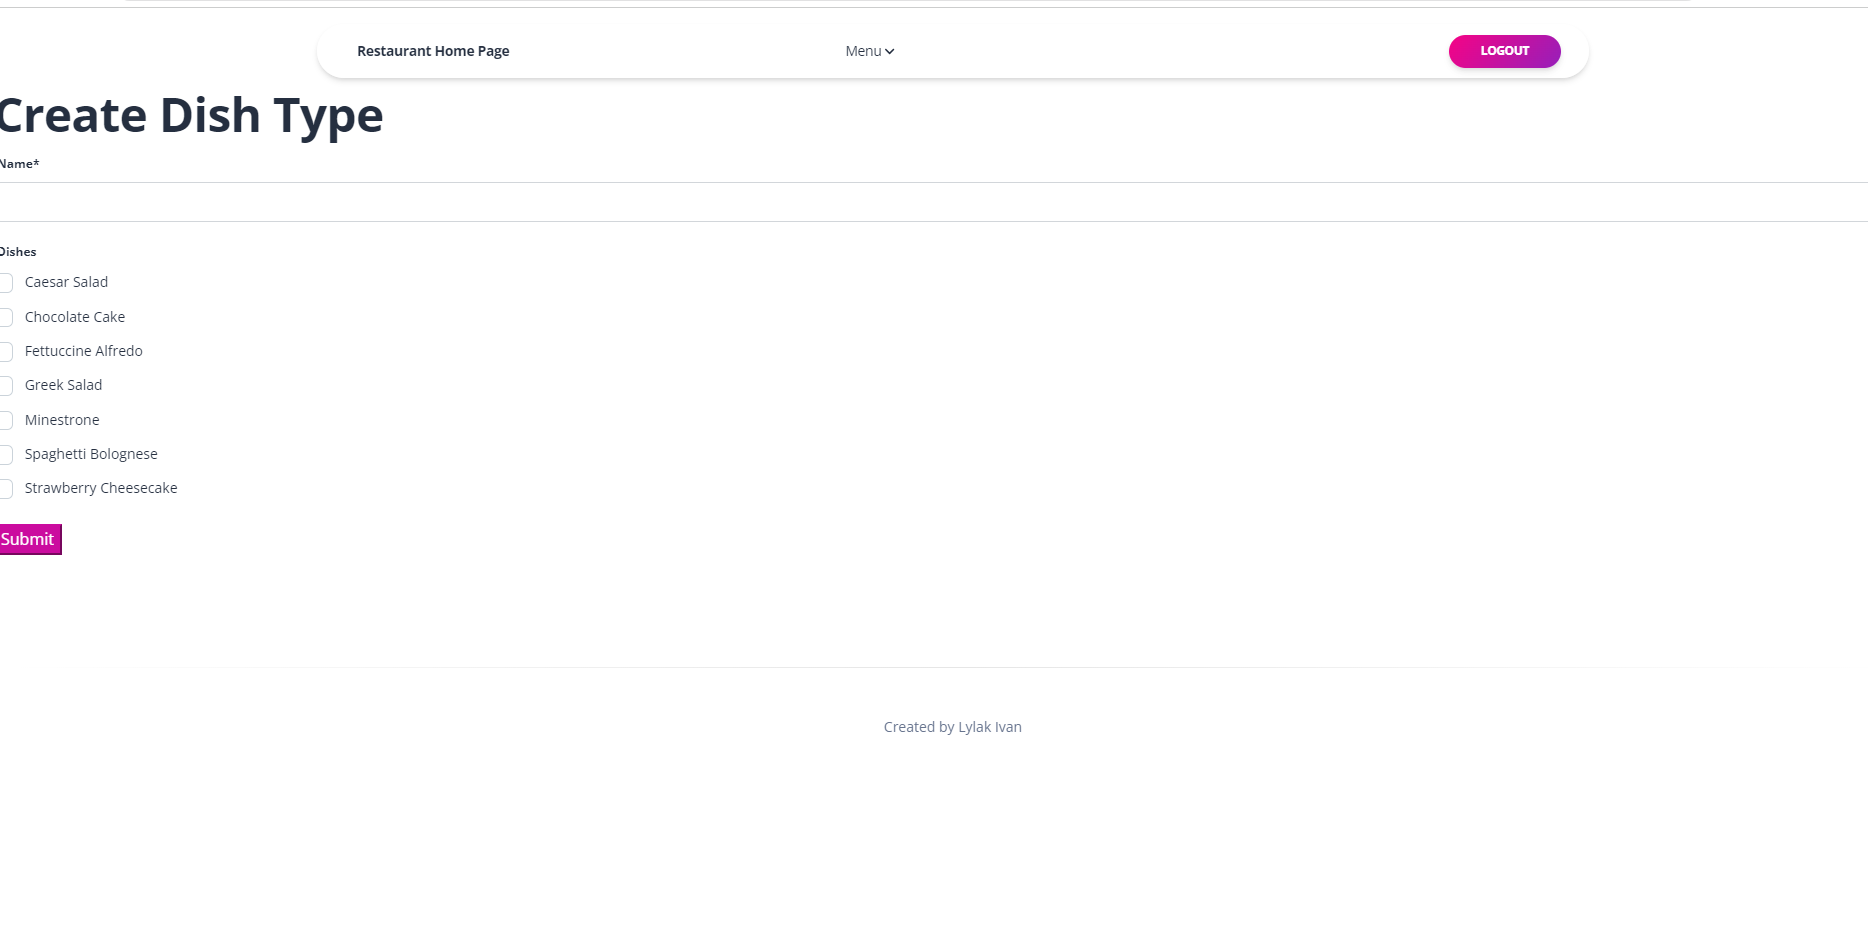 Restaurant Home Page
Menu
LOGOUT
Create Dish Type
Name*
Dishes
Caesar Salad
Chocolate Cake
Fettuccine Alfredo
Greek Salad
Minestrone
Spaghetti Bolognese
Strawberry Cheesecake
Submit
Created by Lylak Ivan